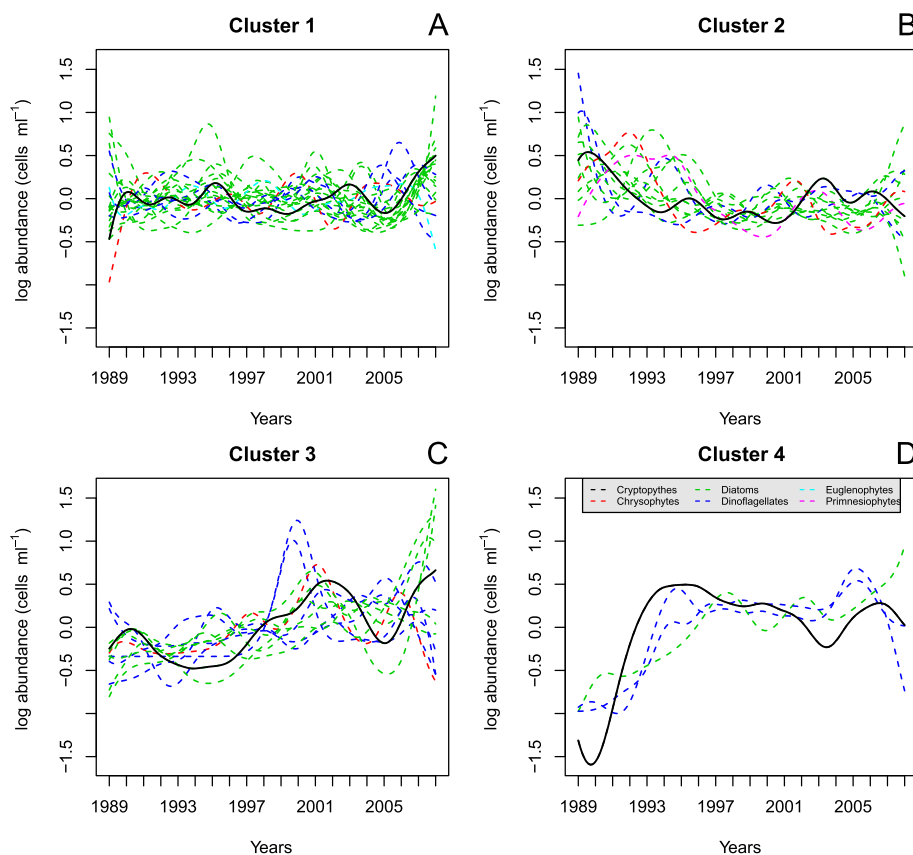 Cluster 1
A
log abundance (cells ml⁻¹)
1.5
1.0
0.5
0.0
−0.5
−1.5
1989 1993 1997 2001 2005
Years
Cluster 2
B
log abundance (cells ml⁻¹)
1.5
1.0
0.5
0.0
−0.5
−1.5
1989 1993 1997 2001 2005
Years
Cluster 3
C
log abundance (cells ml⁻¹)
1.5
1.0
0.5
0.0
−0.5
−1.5
1989 1993 1997 2001 2005
Years
Cluster 4
D
Cryptopythes Diatoms Euglenophytes
Chrysophytes Dinoflagellates Primnesiophytes
log abundance (cells ml⁻¹)
1.5
1.0
0.5
0.0
−0.5
−1.5
1989 1993 1997 2001 2005
Years